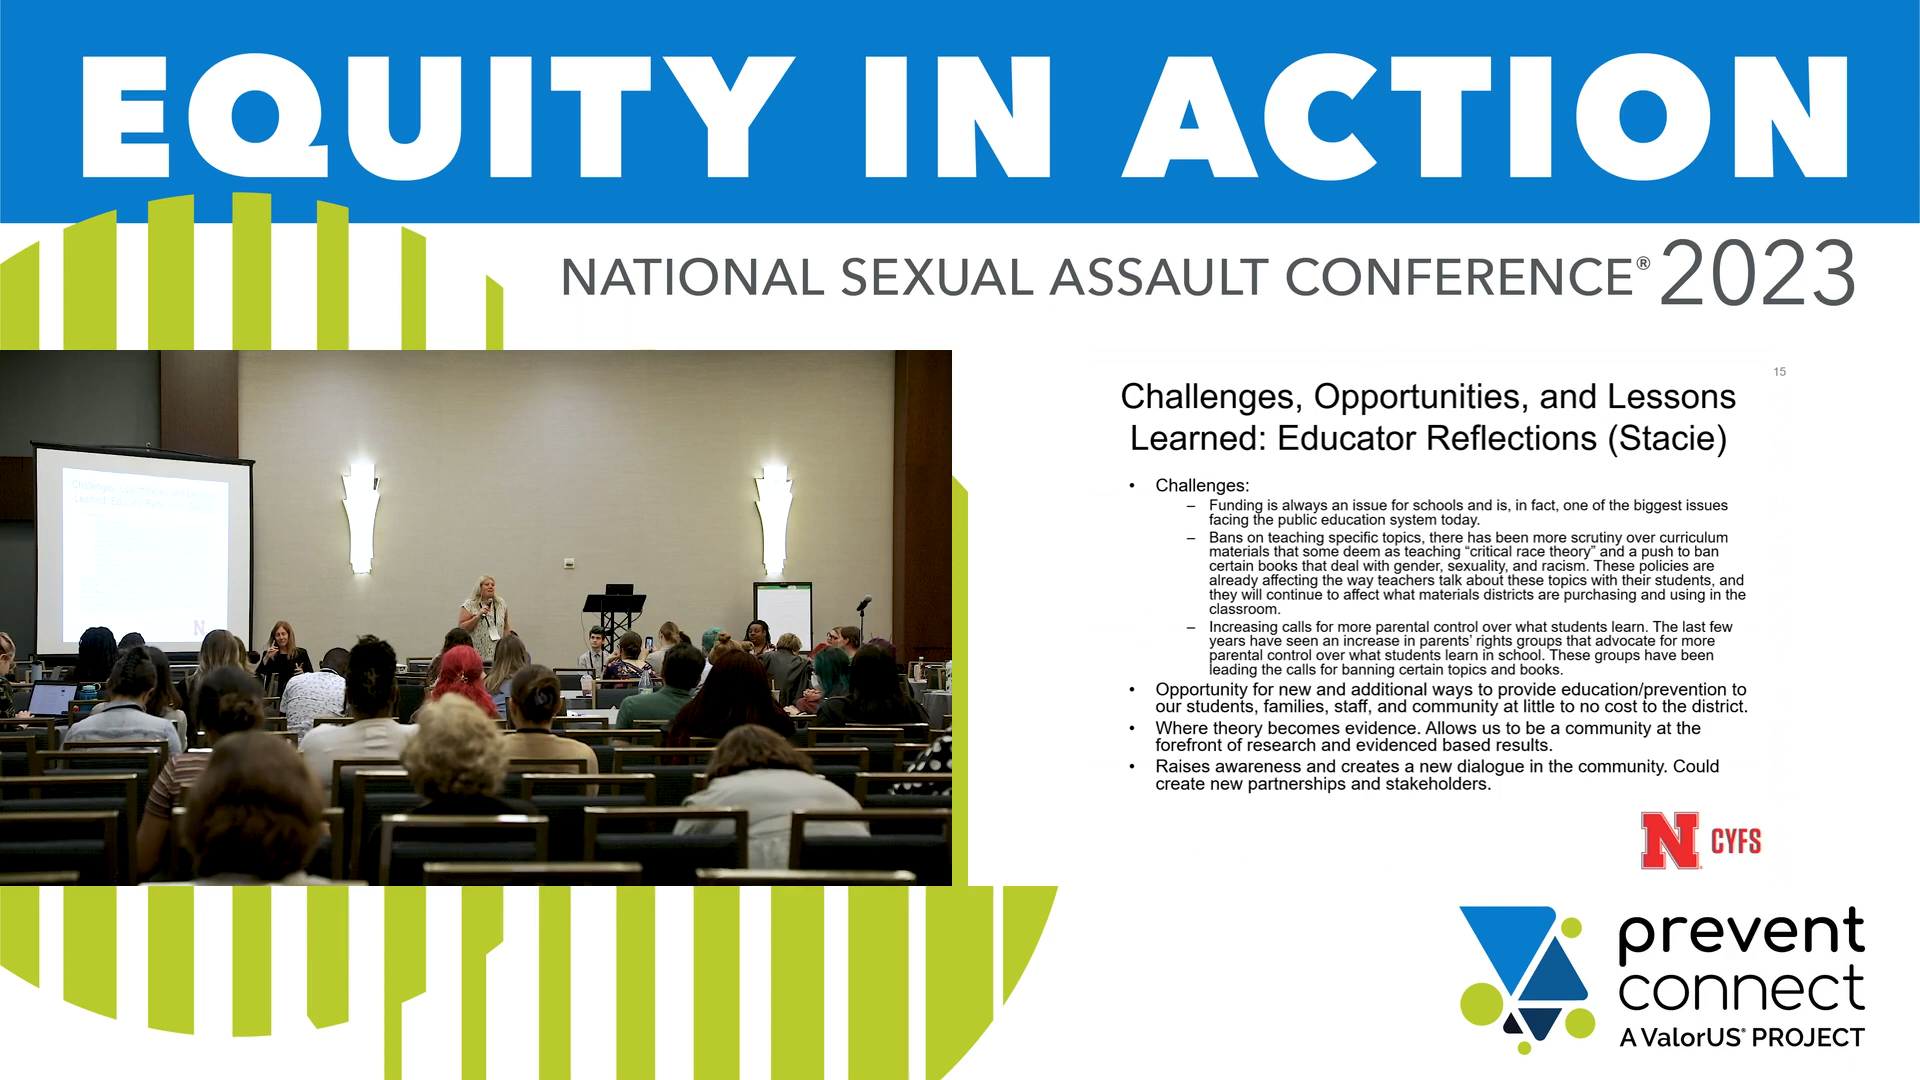 EQUITY IN ACTION
NATIONAL SEXUAL ASSAULT CONFERENCE® 2023
15
Challenges, Opportunities, and Lessons
Learned: Educator Reflections (Stacie)
• Challenges:
– Funding is always an issue for schools and is, in fact, one of the biggest issues
facing the public education system today.
– Bans on teaching specific topics, there has been more scrutiny over curriculum
materials that some deem as teaching “critical race theory” and a push to ban
certain books that deal with gender, sexuality, and racism. These policies are
already affecting the way teachers talk about these topics with their students, and
they will continue to affect what materials districts are purchasing and using in the
classroom.
– Increasing calls for more parental control over what students learn. The last few
years have seen an increase in parents’ rights groups that advocate for more
parental control over what students learn in school. These groups have been
leading the calls for banning certain topics and books.
• Opportunity for new and additional ways to provide education/prevention to
our students, families, staff, and community at little to no cost to the district.
• Where theory becomes evidence. Allows us to be a community at the
forefront of research and evidenced based results.
• Raises awareness and creates a new dialogue in the community. Could
create new partnerships and stakeholders.
N CYFS
prevent
connect
A ValorUS® PROJECT